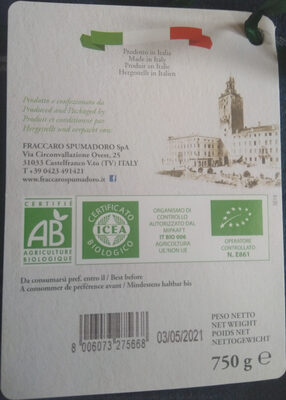 Prodotto in Italia
Made in Italy
Produit en Italie
Hergestellt in Italien
Prodotto e confezionato da
Produced and Packaged by
Produit et conditionné par
Hergestellt und verpackt von:
FRACCARO SPUMADORO SpA
Via Circonvallazione Ovest, 25
31033 Castelfranco V.to (TV) ITALY
T +39 0423 491421
www.fraccarospumadoro.it
CERTIFIÉ
AB
AGRICULTURE
BIOLOGIQUE
CERTIFICATO
ICEA
BIOLOGICO
ORGANISMO DI
CONTROLLO
AUTORIZZATO DAL
MIPAAFT
IT BIO 006
AGRICOLTURA
UE/NON UE
OPERATORE
CONTROLLATO
N. E861
Da consumarsi pref. entro il / Best before
A consommer de préférence avant / Mindestens haltbar bis
03/05/2021
8 006073 275668
PESO NETTO
NET WEIGHT
POIDS NET
NETTOGEWICHT
750 g e